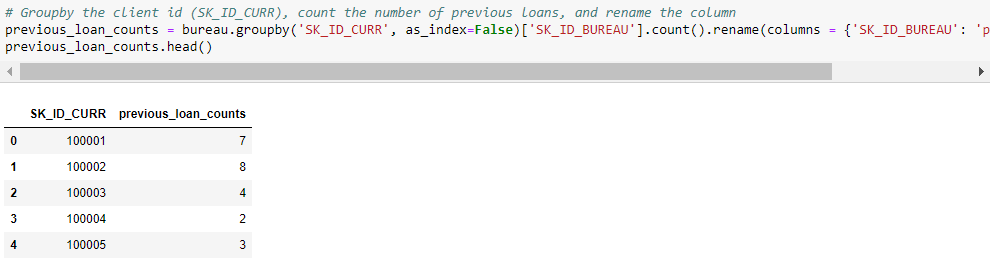 # Groupby the client id (SK_ID_CURR), count the number of previous loans, and rename the column
previous_loan_counts = bureau.groupby('SK_ID_CURR', as_index=False)['SK_ID_BUREAU'].count().rename(columns = {'SK_ID_BUREAU': 'p
previous_loan_counts.head()
SK_ID_CURR previous_loan_counts
0 100001 7
1 100002 8
2 100003 4
3 100004 2
4 100005 3